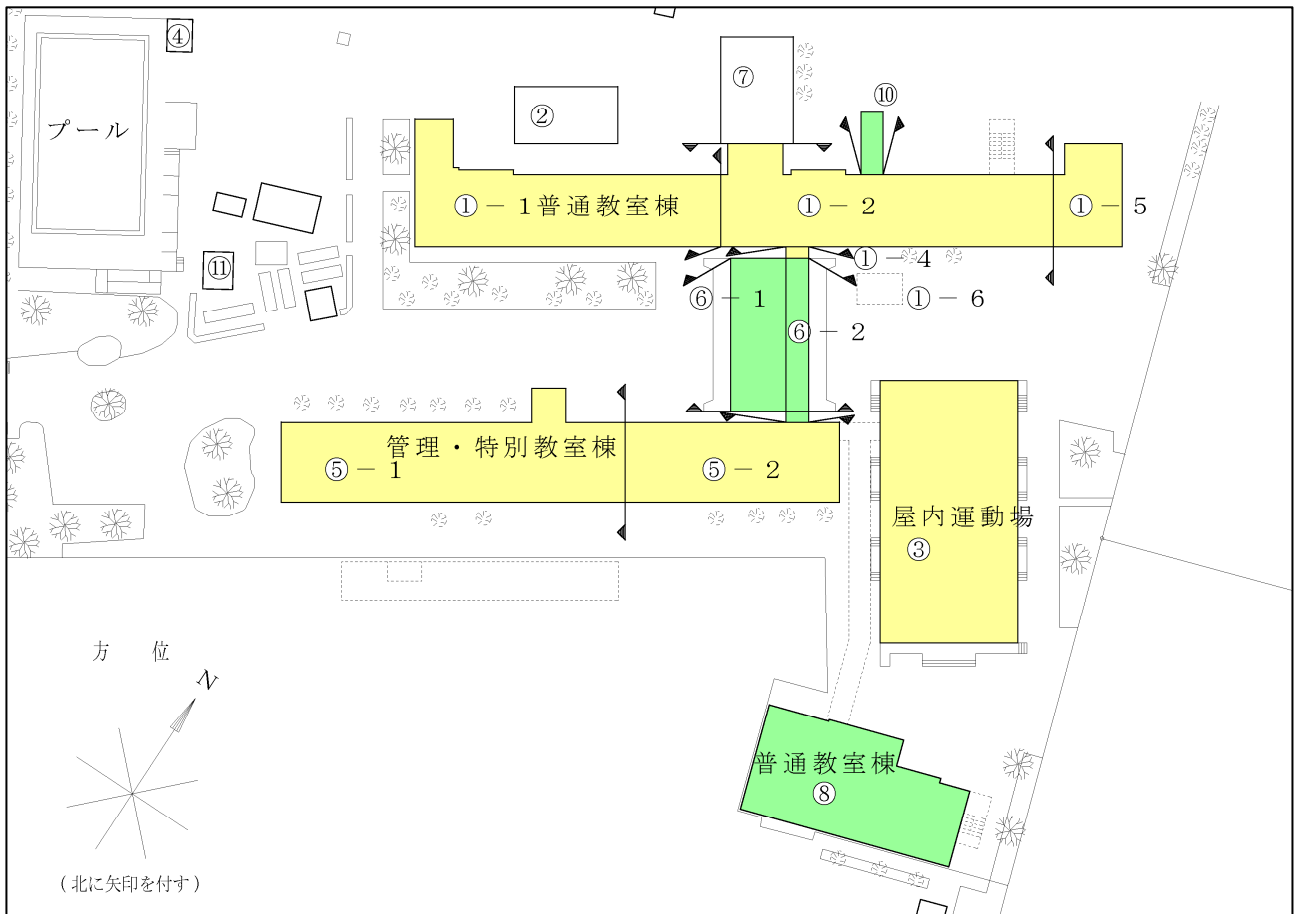 ④
プール
②
⑦
⑩
①－１普通教室棟
①－２
①－５
⑪
①－４
⑥－１
①－６
⑥－２
管理・特別教室棟
⑤－１
⑤－２
屋内運動場
③
方　位
N
普通教室棟
⑧
(北に矢印を付す)